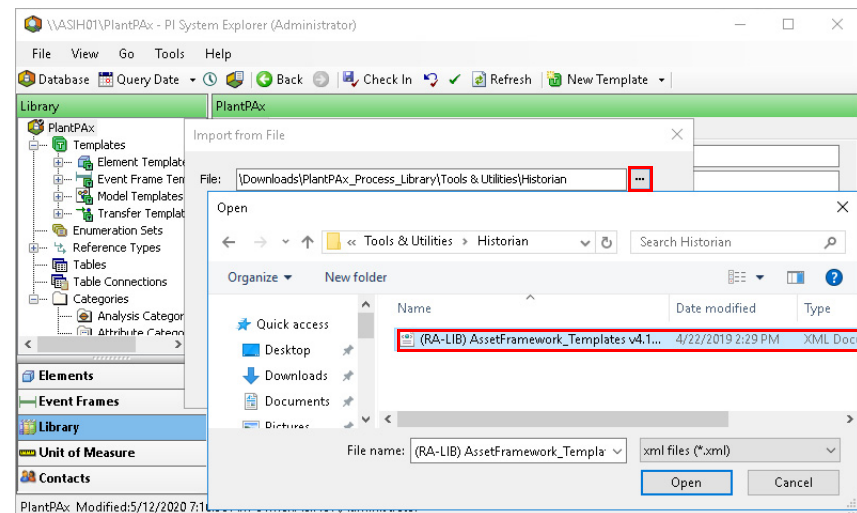 \\ASIH01\PlantPAx - PI System Explorer (Administrator)
File View Go Tools Help
Database Query Date Back Check In Refresh New Template
Library
PlantPAx
PlantPAx
Templates
Element Template
Event Frame Tem
Model Templates
Transfer Templat
Enumeration Sets
Reference Types
Tables
Table Connections
Categories
Analysis Categor
Attribute Catego
Elements
Event Frames
Library
Unit of Measure
Contacts
PlantPAx Modified:5/12/2020 7:1
Import from File
File: \Downloads\PlantPAx_Process_Library\Tools & Utilities\Historian ...
Open
« Tools & Utilities > Historian
Search Historian
Organize New folder
Name Date modified Type
Quick access
Desktop
Downloads
Documents
Pictures
(RA-LIB) AssetFramework_Templates v4.1... 4/22/2019 2:29 PM XML Doc
File name: (RA-LIB) AssetFramework_Templa
xml files (*.xml)
Open Cancel